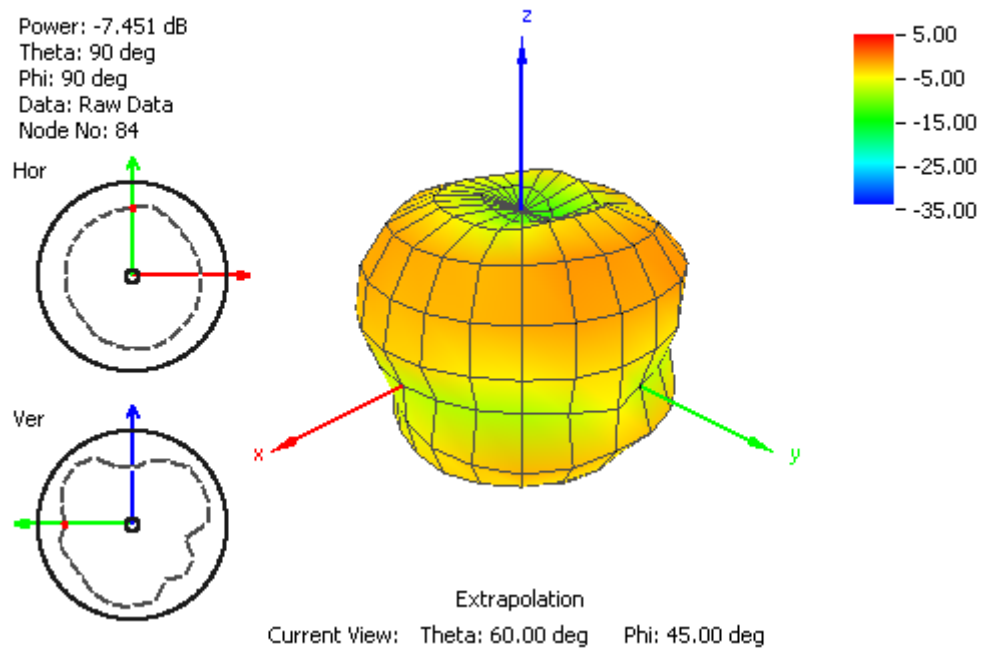 Power: -7.451 dB
Theta: 90 deg
Phi: 90 deg
Data: Raw Data
Node No: 84
Hor
Ver
z
x
y
5.00
-5.00
-15.00
-25.00
-35.00
Extrapolation
Current View: Theta: 60.00 deg Phi: 45.00 deg